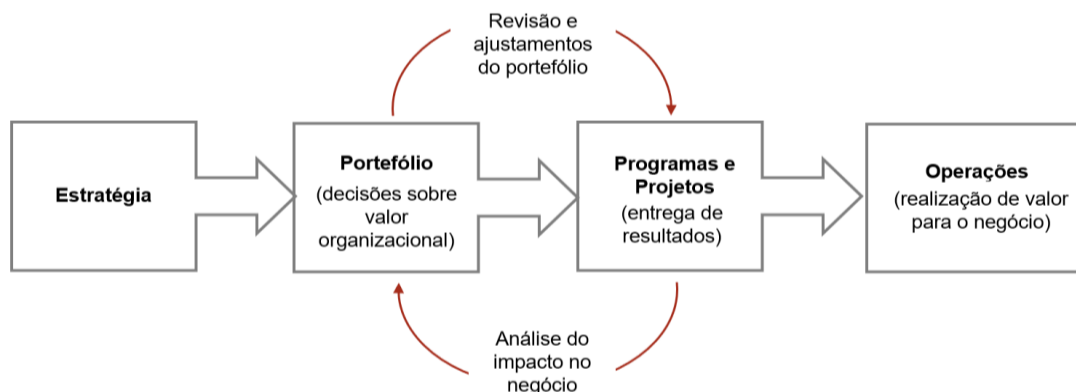 Revisão e
ajustamentos
do portefólio
Estratégia
Portefólio
(decisões sobre
valor
organizacional)
Programas e
Projetos
(entrega de
resultados)
Operações
(realização de valor
para o negócio)
Análise do
impacto no
negócio